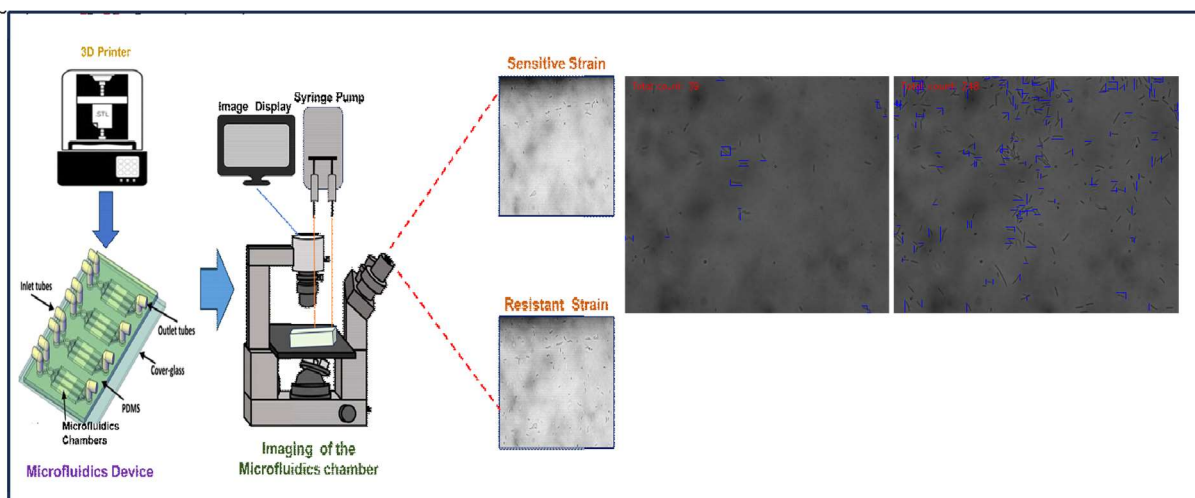 3D Printer
STL
Inlet tubes
Outlet tubes
Cover-glass
PDMS
Microfluidics
Chambers
Microfluidics Device
Image Display
Syringe Pump
Imaging of the
Microfluidics chamber
Sensitive Strain
Resistant Strain